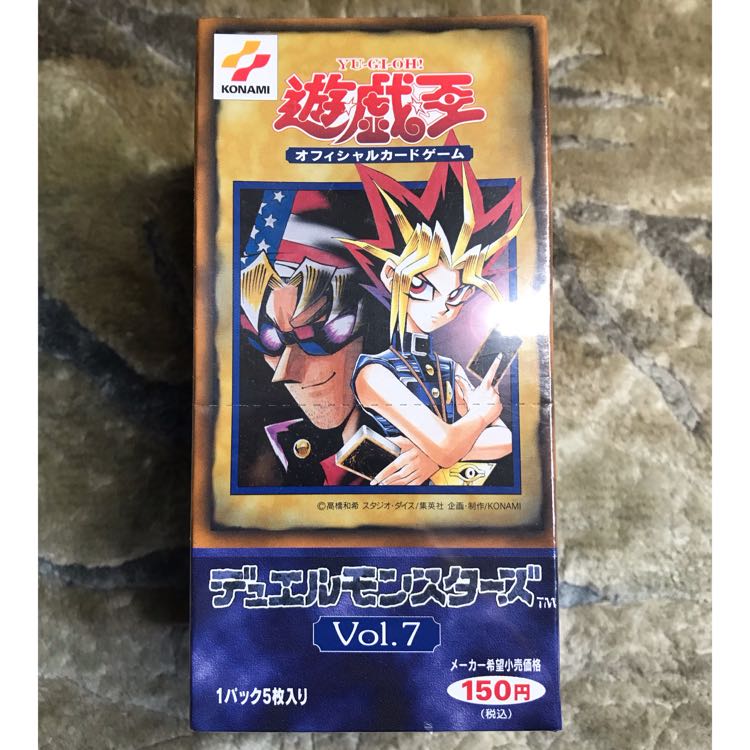 KONAMI
YU-GI-OH!
遊戯王
オフィシャルカードゲーム
©高橋和希 スタジオ・ダイス/集英社 企画・制作/KONAMI
デュエルモンスターズ™
Vol.7
メーカー希望小売価格
150円
(税込)
1パック5枚入り